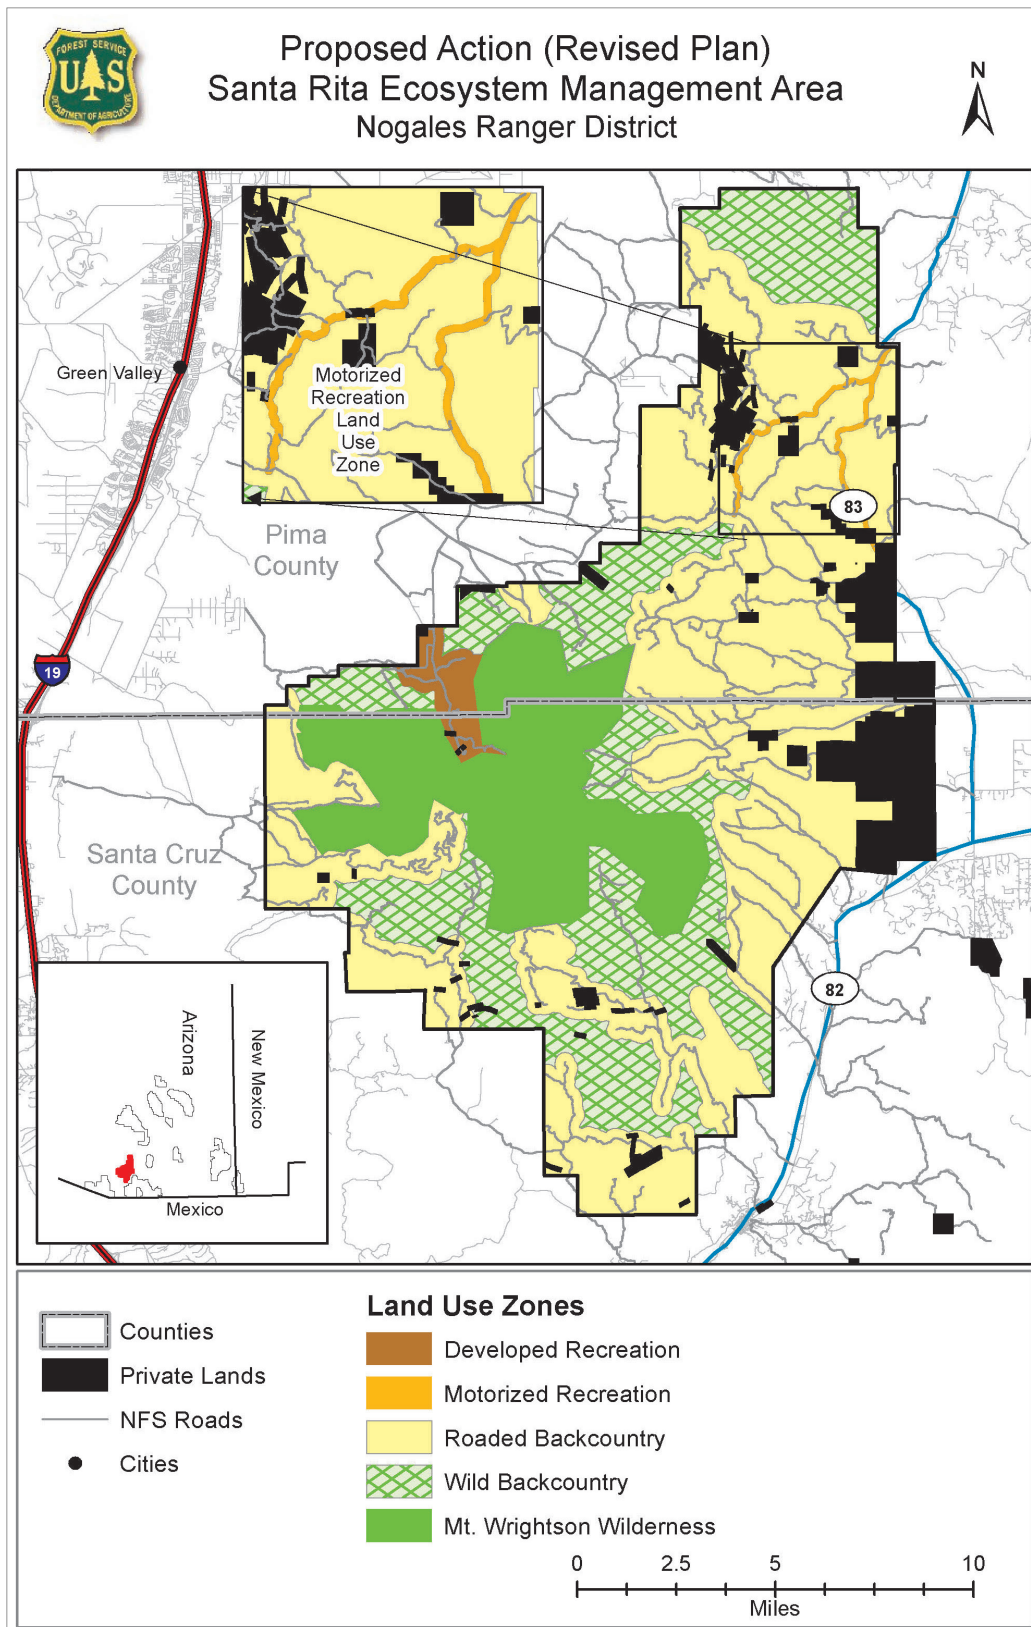 FOREST SERVICE
U S
DEPARTMENT OF AGRICULTURE
Proposed Action (Revised Plan)
Santa Rita Ecosystem Management Area
Nogales Ranger District
N
Green Valley
Motorized
Recreation
Land
Use
Zone
83
Pima
County
19
Santa Cruz
County
82
Arizona
New Mexico
Mexico
Counties
Private Lands
NFS Roads
Cities
Land Use Zones
Developed Recreation
Motorized Recreation
Roaded Backcountry
Wild Backcountry
Mt. Wrightson Wilderness
0 2.5 5 10
Miles